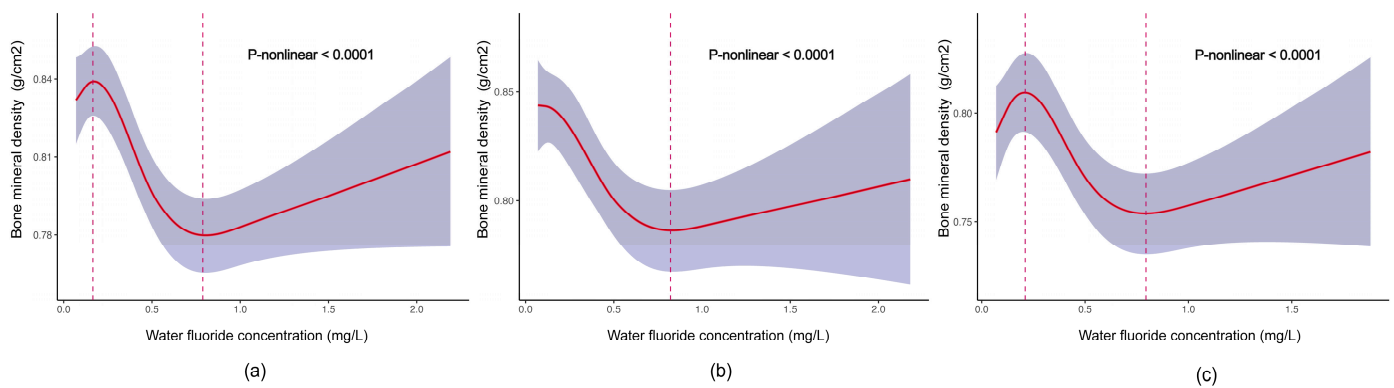 Bone mineral density (g/cm2)
P-nonlinear < 0.0001
0.84
0.81
0.78
0.0 0.5 1.0 1.5 2.0
Water fluoride concentration (mg/L)
(a)
Bone mineral density (g/cm2)
P-nonlinear < 0.0001
0.85
0.80
0.0 0.5 1.0 1.5 2.0
Water fluoride concentration (mg/L)
(b)
Bone mineral density (g/cm2)
P-nonlinear < 0.0001
0.80
0.75
0.0 0.5 1.0 1.5
Water fluoride concentration (mg/L)
(c)